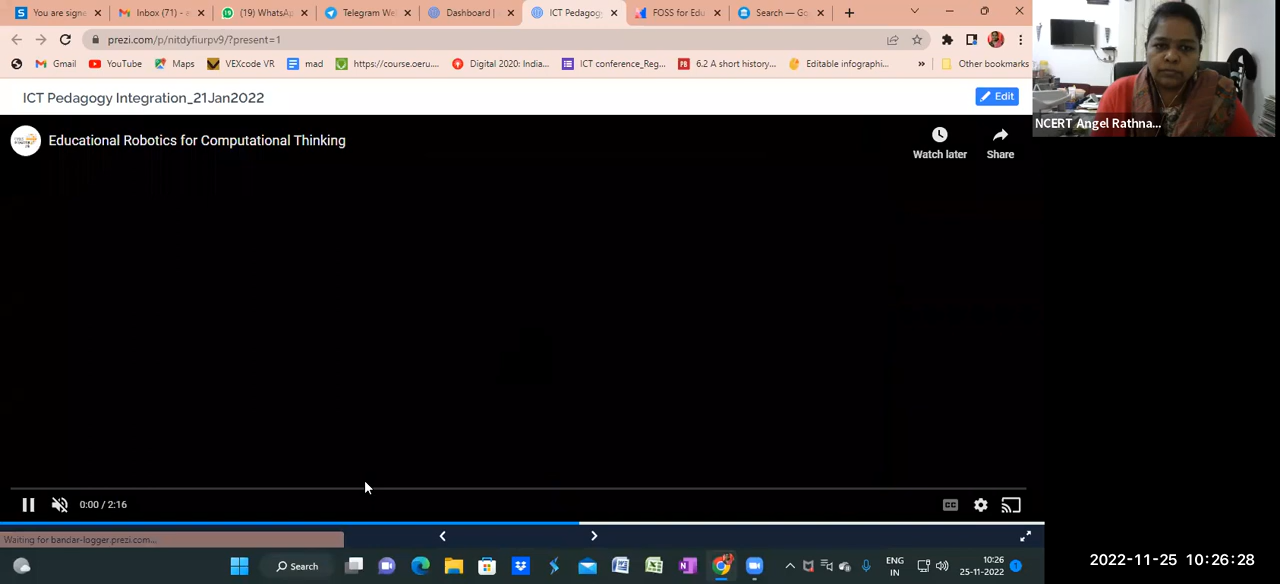 You are signe
Inbox (71) - e
(19) WhatsAp
Telegram We
Dashboard |
ICT Pedagog
FOSS for Edu
Search — Go
prezi.com/p/nitdyfiurpv9/?present=1
Gmail
YouTube
Maps
VEXcode VR
mad
https://course.oeru....
Digital 2020: India...
ICT conference_Reg...
6.2 A short history...
Editable infographi...
»
Other bookmarks
ICT Pedagogy Integration_21Jan2022
Edit
NCERT Angel Rathna...
Educational Robotics for Computational Thinking
Watch later
Share
0:00 / 2:16
CC
Waiting for bandar-logger.prezi.com...
Search
ENG
IN
10:26
25-11-2022
1
2022-11-25 10:26:28